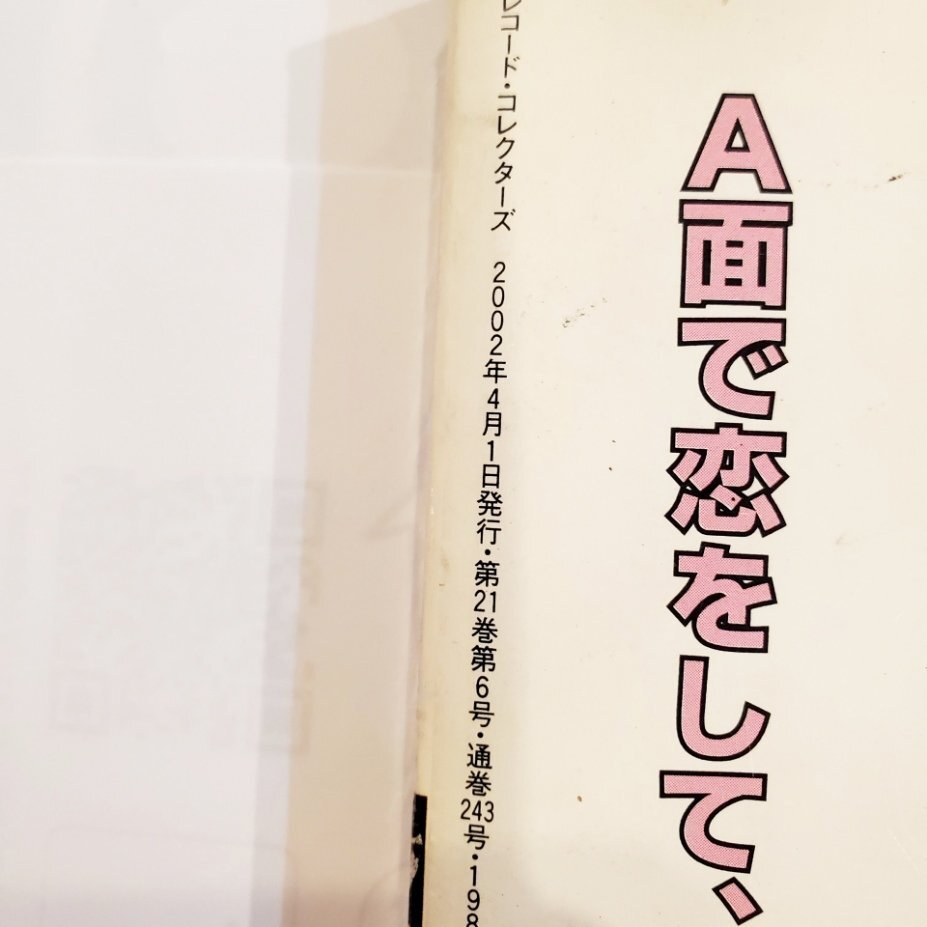 A面で恋をして、
レコード・コレクターズ 2002年4月1日発行・第21巻第6号・通巻243号・198